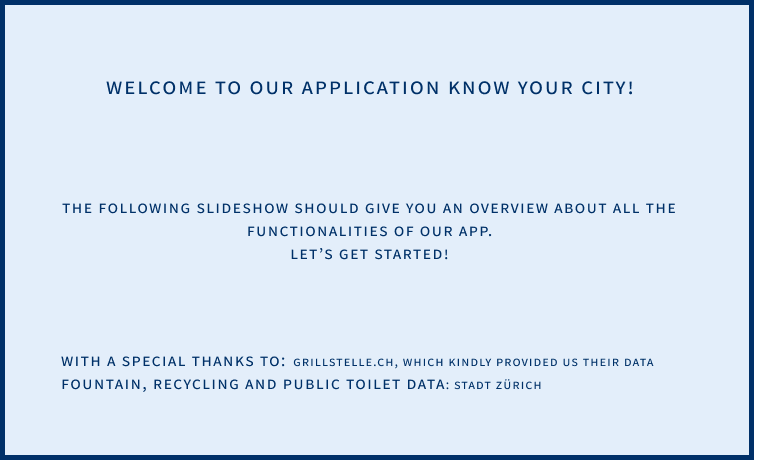 WELCOME TO OUR APPLICATION KNOW YOUR CITY!
THE FOLLOWING SLIDESHOW SHOULD GIVE YOU AN OVERVIEW ABOUT ALL THE
FUNCTIONALITIES OF OUR APP.
LET’S GET STARTED!
WITH A SPECIAL THANKS TO: GRILLSTELLE.CH, WHICH KINDLY PROVIDED US THEIR DATA
FOUNTAIN, RECYCLING AND PUBLIC TOILET DATA: STADT ZÜRICH